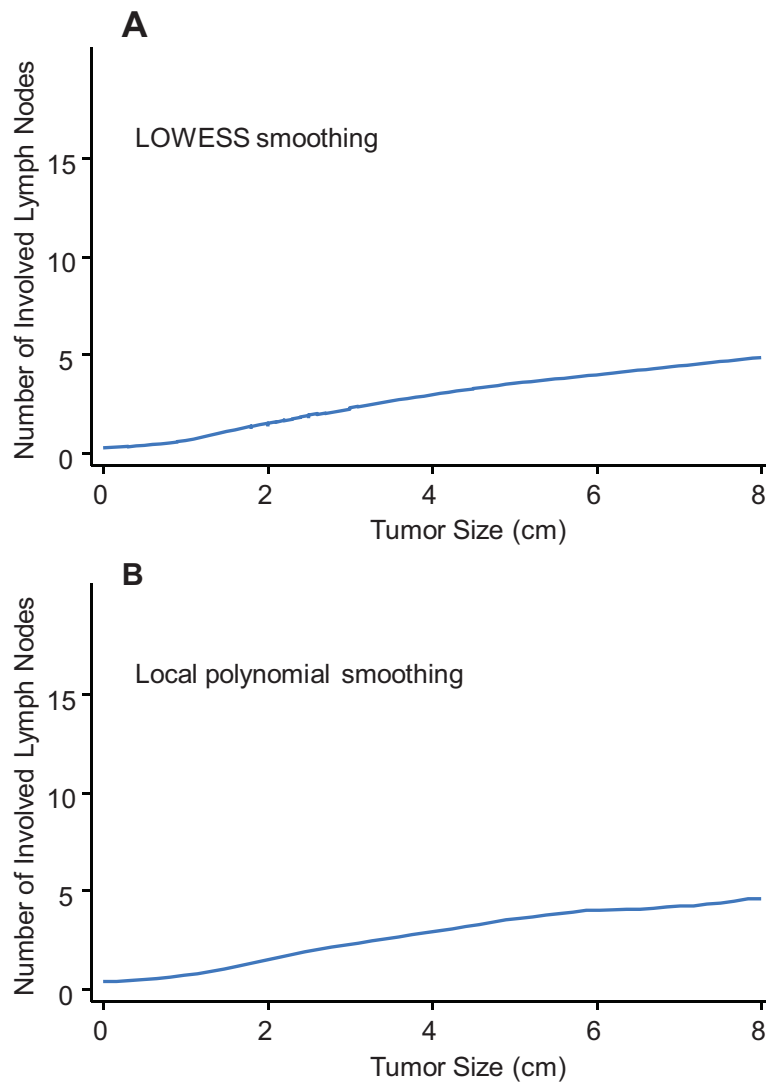 A
LOWESS smoothing
Number of Involved Lymph Nodes
15
10
5
0
0 2 4 6 8
Tumor Size (cm)
B
Local polynomial smoothing
Number of Involved Lymph Nodes
15
10
5
0
0 2 4 6 8
Tumor Size (cm)